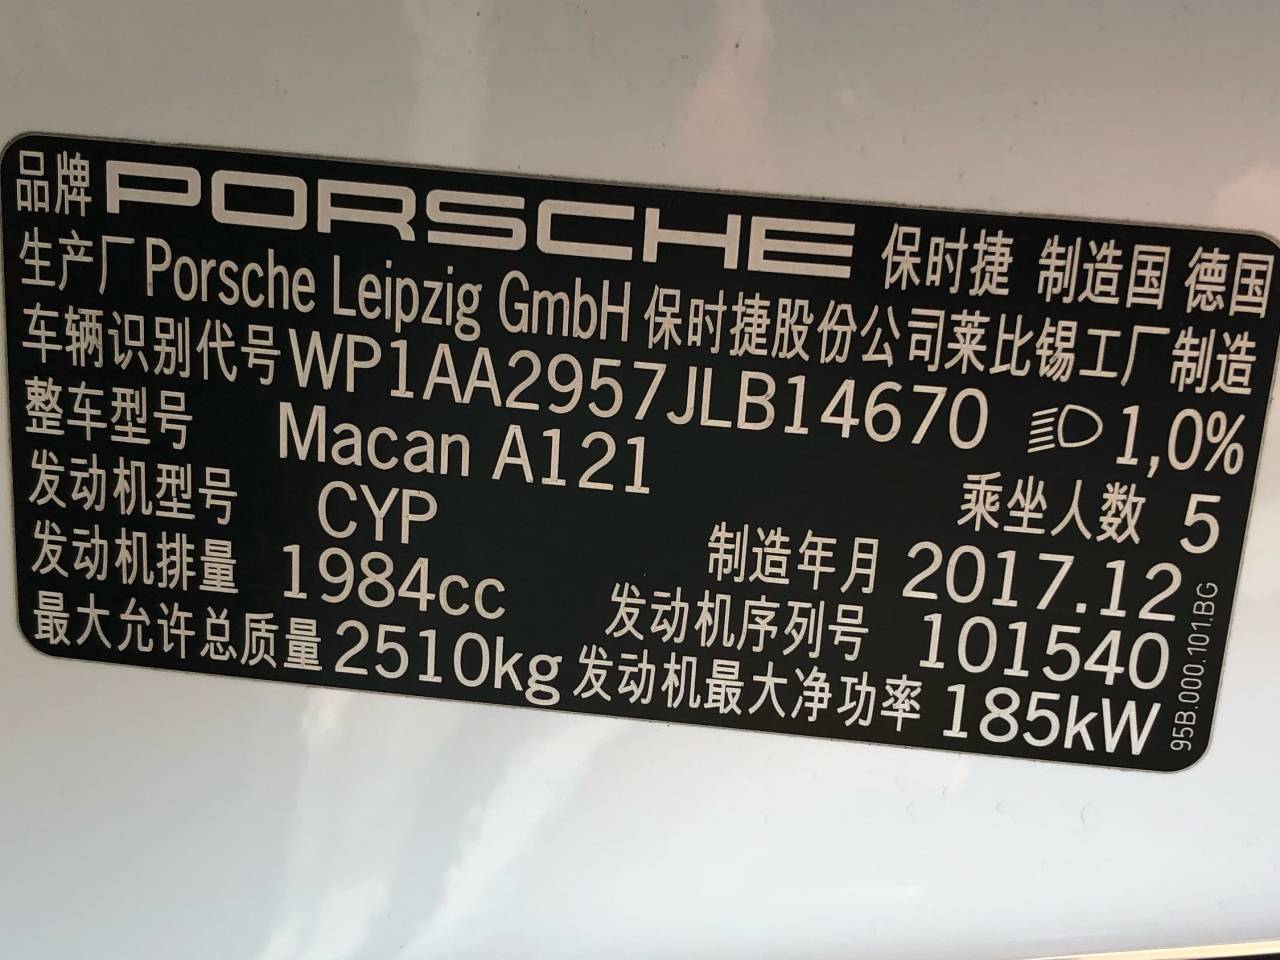 品牌 PORSCHE 保时捷 制造国 德国
生产厂 Porsche Leipzig GmbH 保时捷股份公司莱比锡工厂 制造
车辆识别代号 WP1AA2957JLB14670 1,0%
整车型号 Macan A121 乘坐人数 5
发动机型号 CYP 制造年月 2017.12
发动机排量 1984cc 发动机序列号 101540
最大允许总质量 2510kg 发动机最大净功率 185kW
95B.000.101.BG